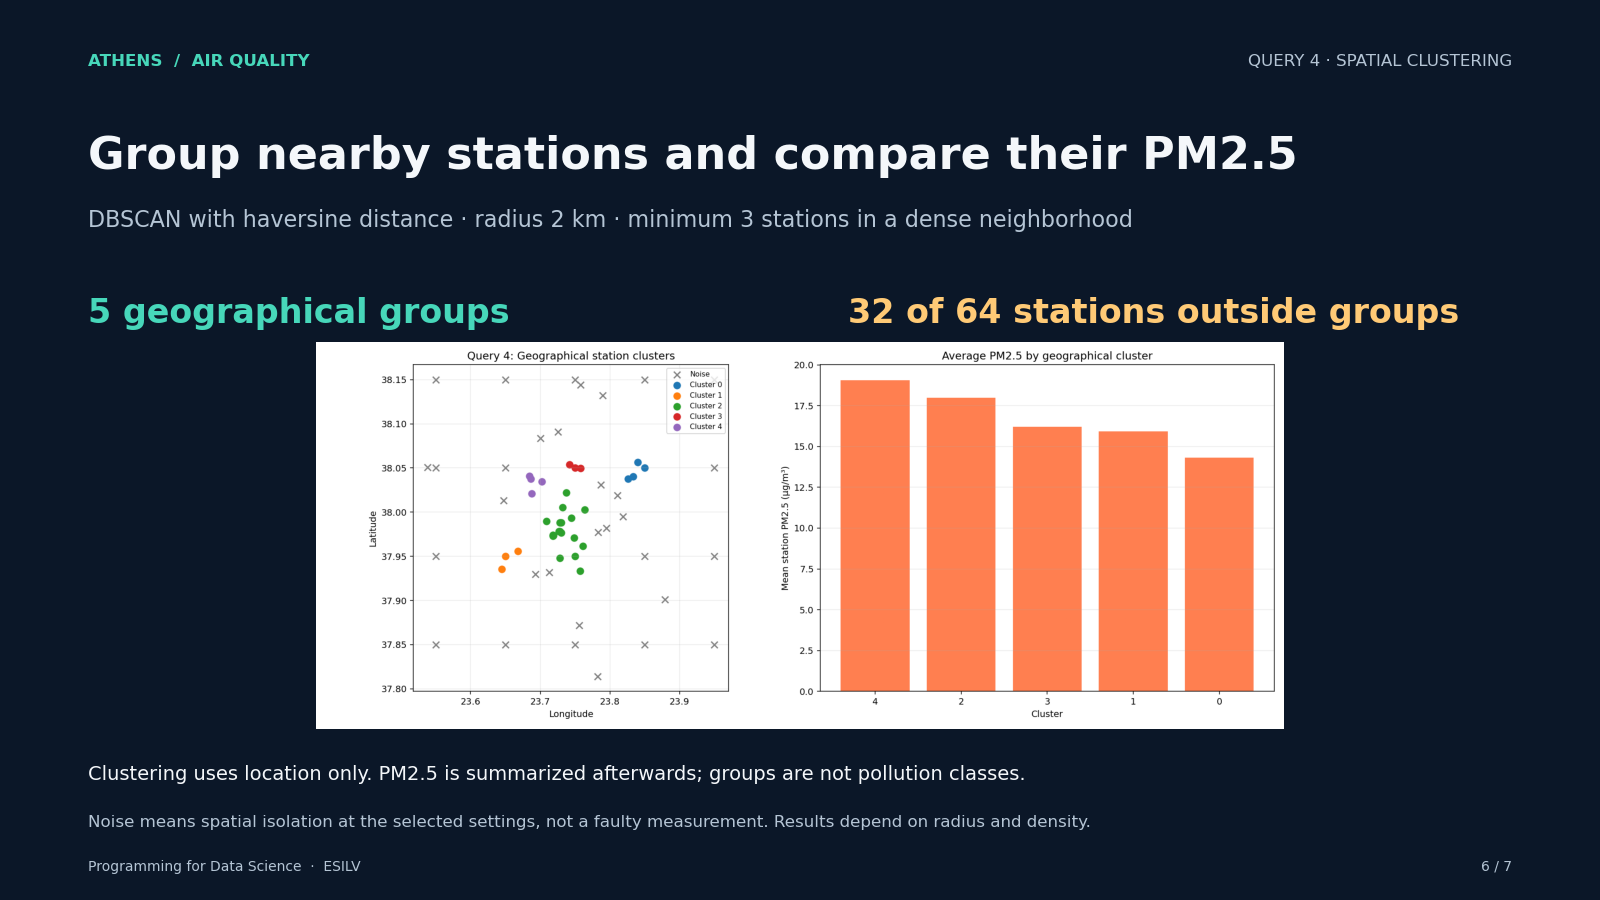 ATHENS / AIR QUALITY
QUERY 4 · SPATIAL CLUSTERING
Group nearby stations and compare their PM2.5
DBSCAN with haversine distance · radius 2 km · minimum 3 stations in a dense neighborhood
5 geographical groups
32 of 64 stations outside groups
Query 4: Geographical station clusters
Noise
Cluster 0
Cluster 1
Cluster 2
Cluster 3
Cluster 4
38.15
38.10
38.05
38.00
37.95
37.90
37.85
37.80
Latitude
23.6 23.7 23.8 23.9
Longitude
Average PM2.5 by geographical cluster
20.0
17.5
15.0
12.5
10.0
7.5
5.0
2.5
0.0
Mean station PM2.5 (µg/m³)
4 2 3 1 0
Cluster
Clustering uses location only. PM2.5 is summarized afterwards; groups are not pollution classes.
Noise means spatial isolation at the selected settings, not a faulty measurement. Results depend on radius and density.
Programming for Data Science · ESILV
6 / 7